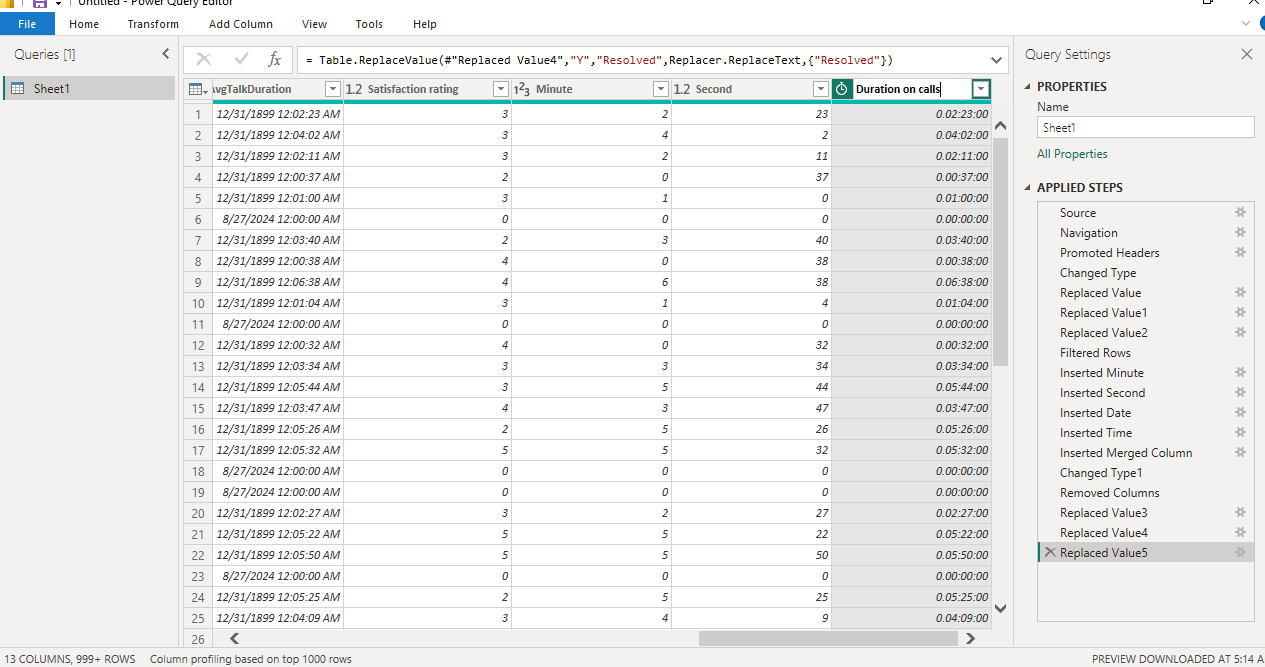 Untitled - Power Query Editor
File Home Transform Add Column View Tools Help
Queries [1]
Sheet1
fx = Table.ReplaceValue(#"Replaced Value4","Y","Resolved",Replacer.ReplaceText,{"Resolved"})
AvgTalkDuration 1.2 Satisfaction rating 1²3 Minute 1.2 Second Duration on calls
1 12/31/1899 12:02:23 AM 3 2 23 0.02:23:00
2 12/31/1899 12:04:02 AM 3 4 2 0.04:02:00
3 12/31/1899 12:02:11 AM 3 2 11 0.02:11:00
4 12/31/1899 12:00:37 AM 2 0 37 0.00:37:00
5 12/31/1899 12:01:00 AM 3 1 0 0.01:00:00
6 8/27/2024 12:00:00 AM 0 0 0 0.00:00:00
7 12/31/1899 12:03:40 AM 2 3 40 0.03:40:00
8 12/31/1899 12:00:38 AM 4 0 38 0.00:38:00
9 12/31/1899 12:06:38 AM 4 6 38 0.06:38:00
10 12/31/1899 12:01:04 AM 3 1 4 0.01:04:00
11 8/27/2024 12:00:00 AM 0 0 0 0.00:00:00
12 12/31/1899 12:00:32 AM 4 0 32 0.00:32:00
13 12/31/1899 12:03:34 AM 3 3 34 0.03:34:00
14 12/31/1899 12:05:44 AM 3 5 44 0.05:44:00
15 12/31/1899 12:03:47 AM 4 3 47 0.03:47:00
16 12/31/1899 12:05:26 AM 2 5 26 0.05:26:00
17 12/31/1899 12:05:32 AM 5 5 32 0.05:32:00
18 8/27/2024 12:00:00 AM 0 0 0 0.00:00:00
19 8/27/2024 12:00:00 AM 0 0 0 0.00:00:00
20 12/31/1899 12:02:27 AM 3 2 27 0.02:27:00
21 12/31/1899 12:05:22 AM 5 5 22 0.05:22:00
22 12/31/1899 12:05:50 AM 5 5 50 0.05:50:00
23 8/27/2024 12:00:00 AM 0 0 0 0.00:00:00
24 12/31/1899 12:05:25 AM 2 5 25 0.05:25:00
25 12/31/1899 12:04:09 AM 3 4 9 0.04:09:00
26
Query Settings
PROPERTIES
Name
Sheet1
All Properties
APPLIED STEPS
Source
Navigation
Promoted Headers
Changed Type
Replaced Value
Replaced Value1
Replaced Value2
Filtered Rows
Inserted Minute
Inserted Second
Inserted Date
Inserted Time
Inserted Merged Column
Changed Type1
Removed Columns
Replaced Value3
Replaced Value4
Replaced Value5
13 COLUMNS, 999+ ROWS Column profiling based on top 1000 rows PREVIEW DOWNLOADED AT 5:14 A